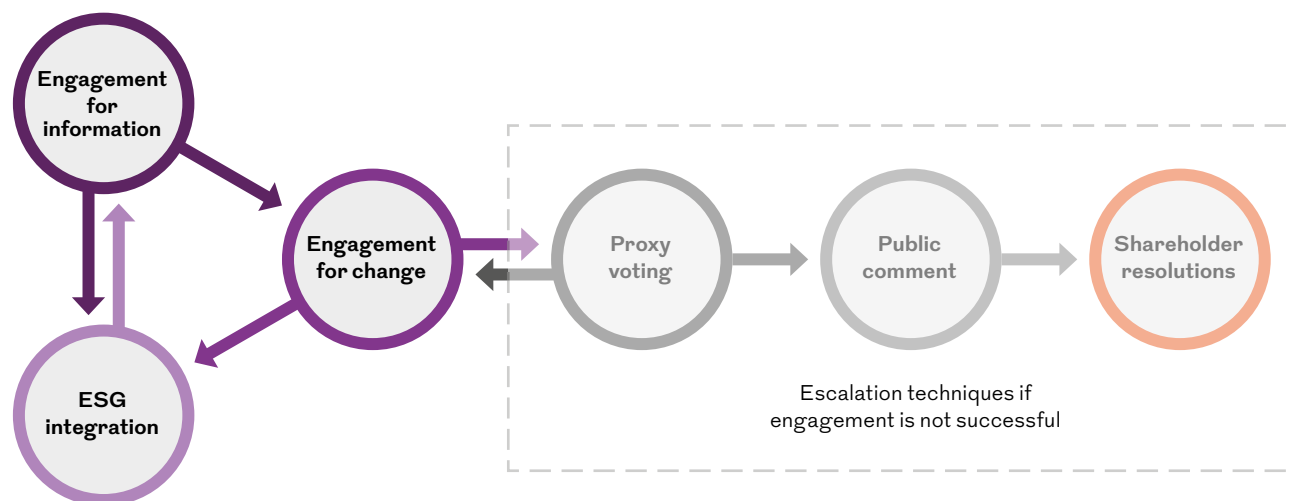 Engagement
for
information
Engagement
for change
Proxy
voting
Public
comment
Shareholder
resolutions
ESG
integration
Escalation techniques if
engagement is not successful